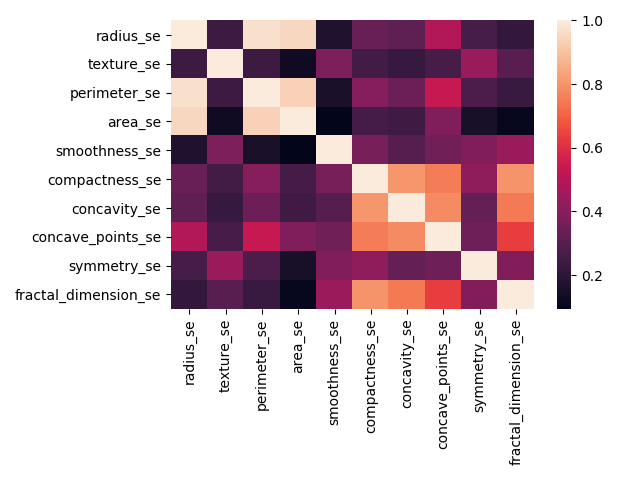 radius_se
texture_se
perimeter_se
area_se
smoothness_se
compactness_se
concavity_se
concave_points_se
symmetry_se
fractal_dimension_se
radius_se
texture_se
perimeter_se
area_se
smoothness_se
compactness_se
concavity_se
concave_points_se
symmetry_se
fractal_dimension_se
1.0
0.8
0.6
0.4
0.2